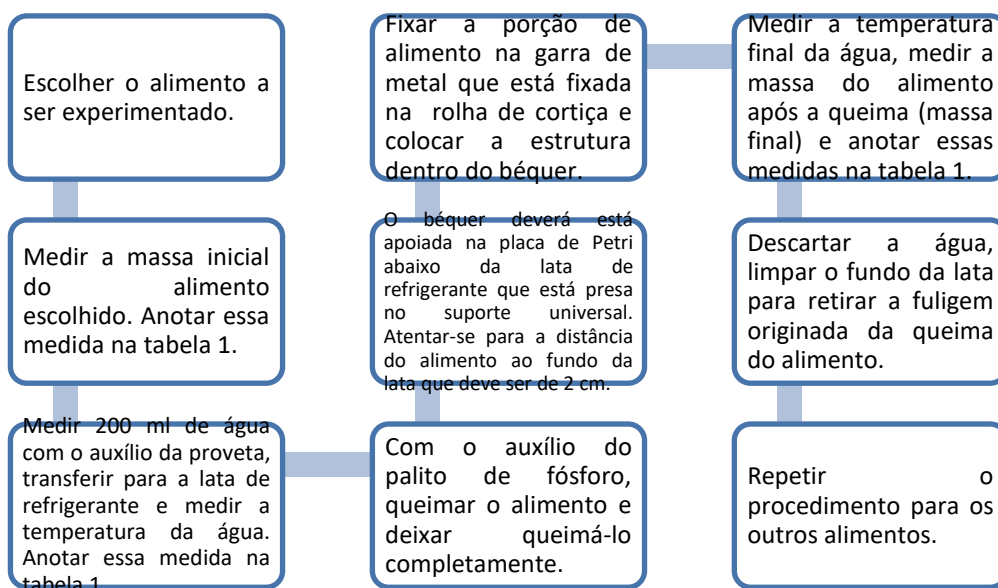 Escolher o alimento a
ser experimentado.
Medir a massa inicial
do alimento
escolhido. Anotar essa
medida na tabela 1.
Medir 200 ml de água
com o auxílio da proveta,
transferir para a lata de
refrigerante e medir a
temperatura da água.
Anotar essa medida na
tabela 1
Com o auxílio do
palito de fósforo,
queimar o alimento e
deixar queimá-lo
completamente.
O béquer deverá está
apoiada na placa de Petri
abaixo da lata de
refrigerante que está presa
no suporte universal.
Atentar-se para a distância
do alimento ao fundo da
lata que deve ser de 2 cm.
Fixar a porção de
alimento na garra de
metal que está fixada
na rolha de cortiça e
colocar a estrutura
dentro do béquer.
Medir a temperatura
final da água, medir a
massa do alimento
após a queima (massa
final) e anotar essas
medidas na tabela 1.
Descartar a água,
limpar o fundo da lata
para retirar a fuligem
originada da queima
do alimento.
Repetir o
procedimento para os
outros alimentos.